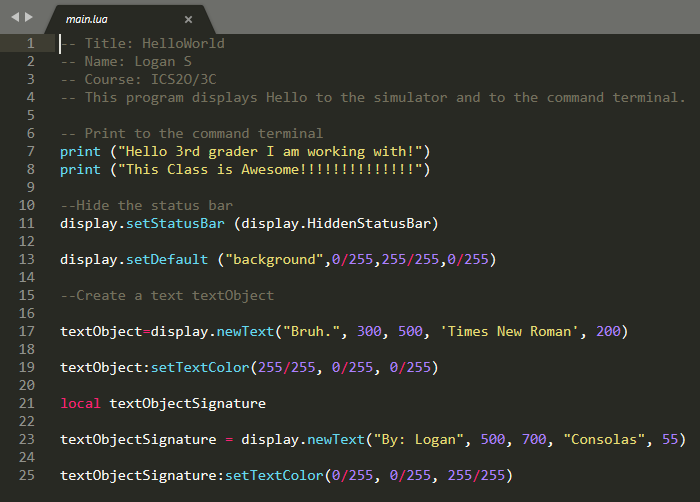 main.lua
1 -- Title: HelloWorld
2 -- Name: Logan S
3 -- Course: ICS2O/3C
4 -- This program displays Hello to the simulator and to the command terminal.
5
6 -- Print to the command terminal
7 print ("Hello 3rd grader I am working with!")
8 print ("This Class is Awesome!!!!!!!!!!!!!!")
9
10 --Hide the status bar
11 display.setStatusBar (display.HiddenStatusBar)
12
13 display.setDefault ("background",0/255,255/255,0/255)
14
15 --Create a text textObject
16
17 textObject=display.newText("Bruh.", 300, 500, 'Times New Roman', 200)
18
19 textObject:setTextColor(255/255, 0/255, 0/255)
20
21 local textObjectSignature
22
23 textObjectSignature = display.newText("By: Logan", 500, 700, "Consolas", 55)
24
25 textObjectSignature:setTextColor(0/255, 0/255, 255/255)